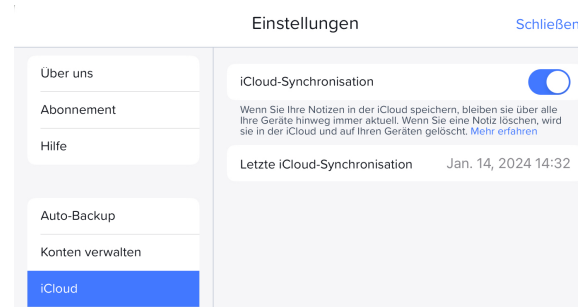 Einstellungen
Schließen
Über uns
Abonnement
Hilfe
Auto-Backup
Konten verwalten
iCloud
iCloud-Synchronisation
Wenn Sie Ihre Notizen in der iCloud speichern, bleiben sie über alle
Ihre Geräte hinweg immer aktuell. Wenn Sie eine Notiz löschen, wird
sie in der iCloud und auf Ihren Geräten gelöscht. Mehr erfahren
Letzte iCloud-Synchronisation Jan. 14, 2024 14:32